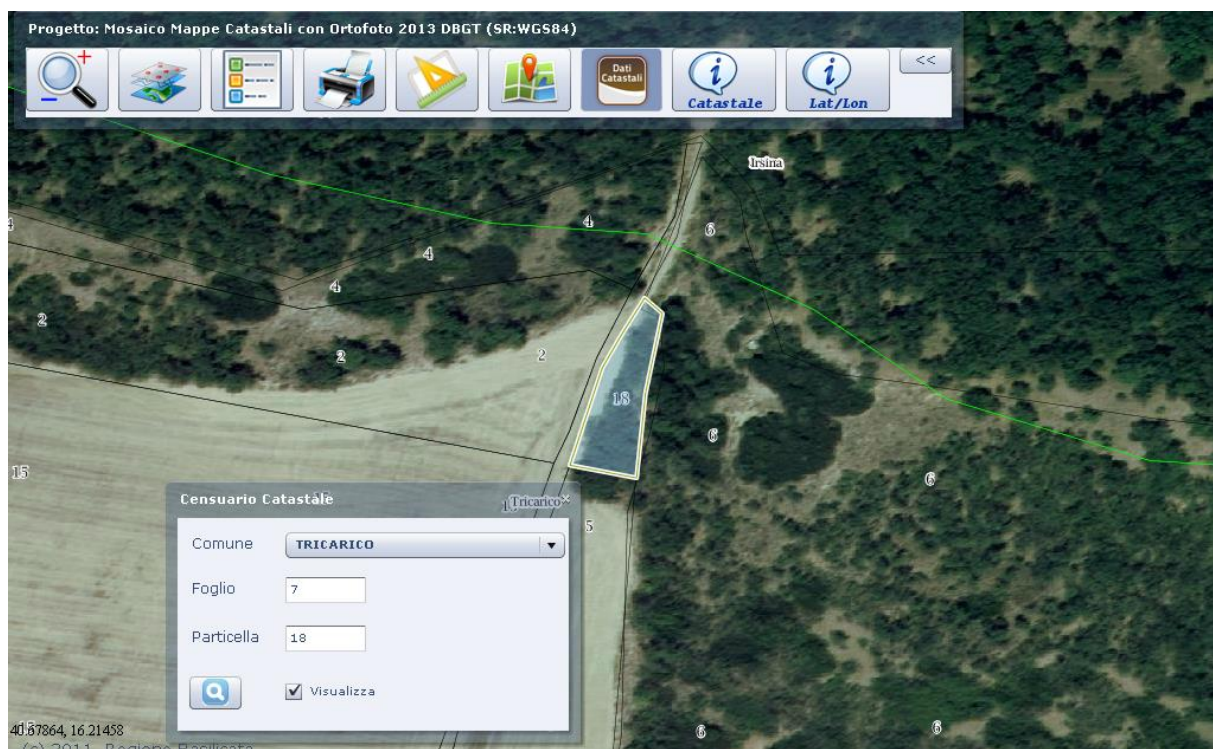 Progetto: Mosaico Mappe Catastali con Ortofoto 2013 DBGT (SR:WGS84)
Dati
Catastali
Catastale
Lat/Lon
<<
Irsina
4
4
6
4
4
2
2
2
18
6
6
15
Censuario Catastale
Tricarico
×
5
Comune
TRICARICO
Foglio
7
Particella
18
Visualizza
40.67864, 16.21458
6
6
(c) 2011, Regione Basilicata